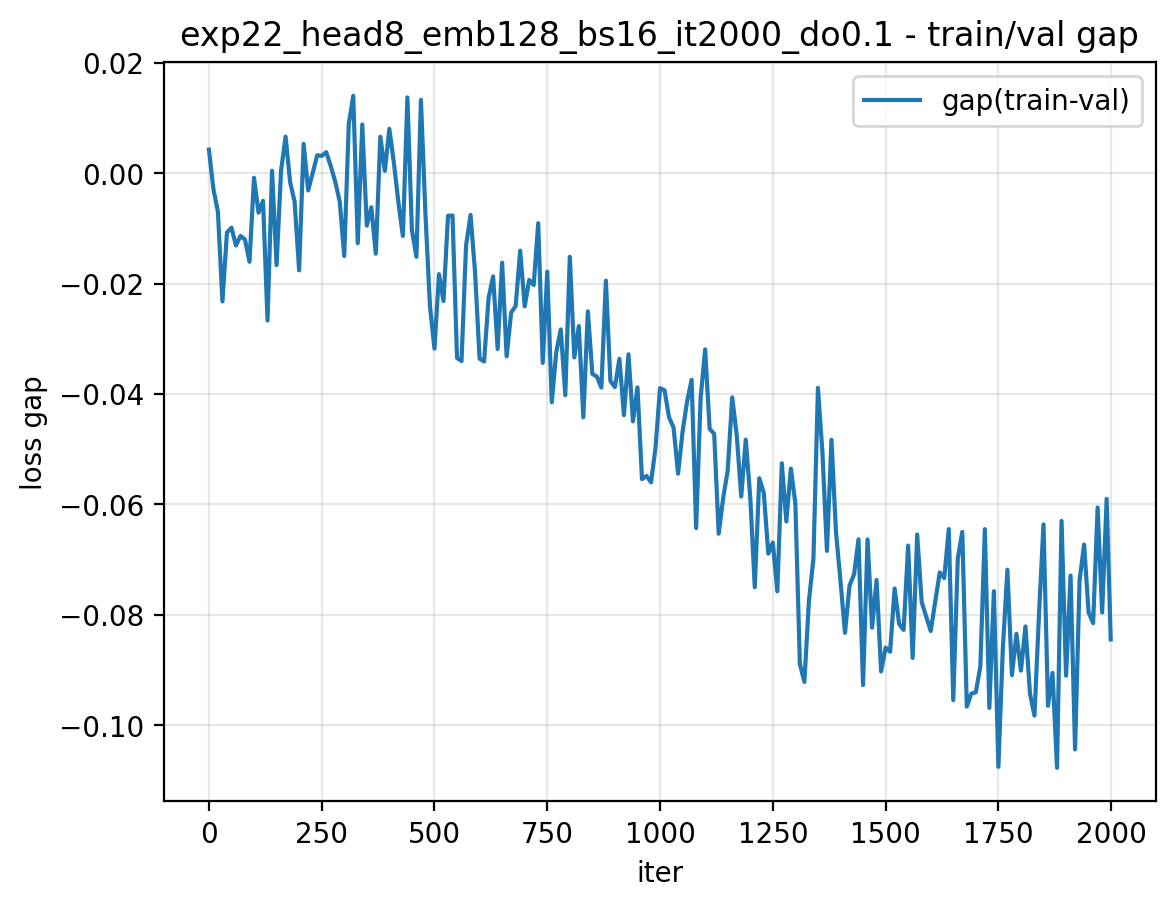 exp22_head8_emb128_bs16_it2000_do0.1 - train/val gap
gap(train-val)
loss gap
0.02
0.00
−0.02
−0.04
−0.06
−0.08
−0.10
0 250 500 750 1000 1250 1500 1750 2000
iter